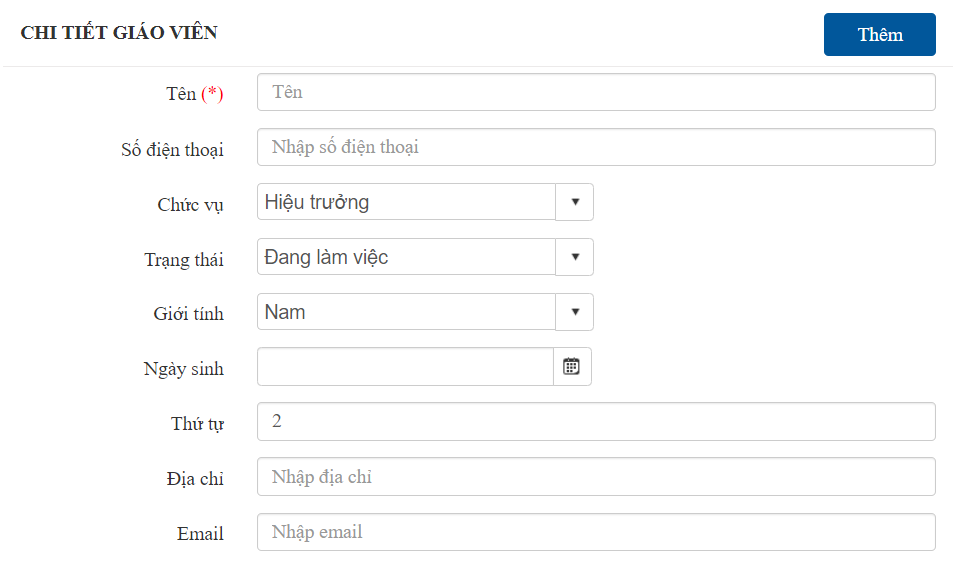 CHI TIẾT GIÁO VIÊN
Thêm
Tên (*)
Tên
Số điện thoại
Nhập số điện thoại
Chức vụ
Hiệu trưởng
Trạng thái
Đang làm việc
Giới tính
Nam
Ngày sinh
Thứ tự
2
Địa chỉ
Nhập địa chỉ
Email
Nhập email